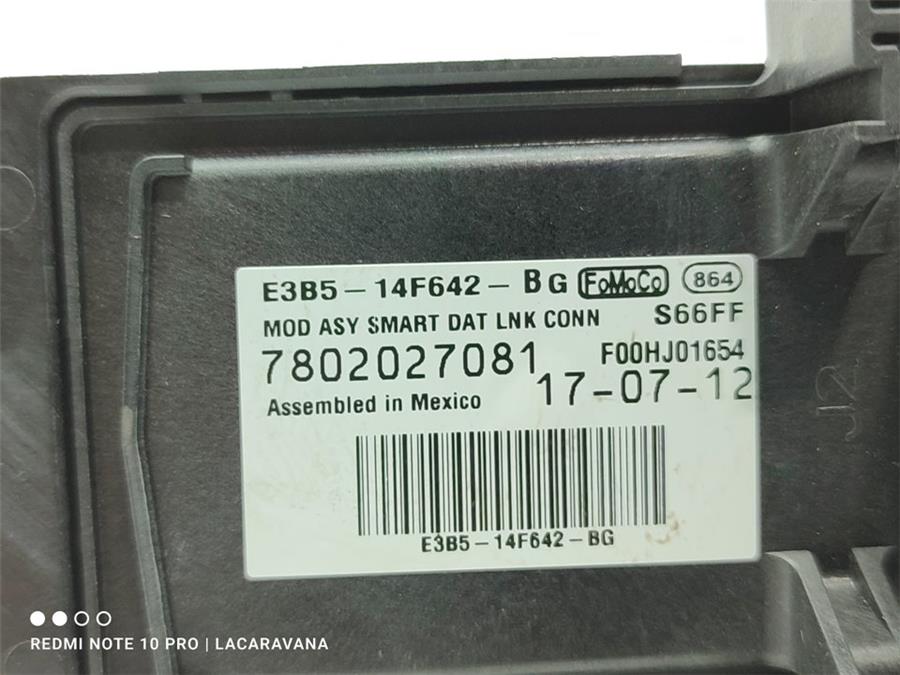 E3B5-14F642-BG FoMoCo 864
MOD ASY SMART DAT LNK CONN S66FF
7802027081 F00HJ01654
Assembled in Mexico 17-07-12
E3B5-14F642-BG
J2
REDMI NOTE 10 PRO | LACARAVANA